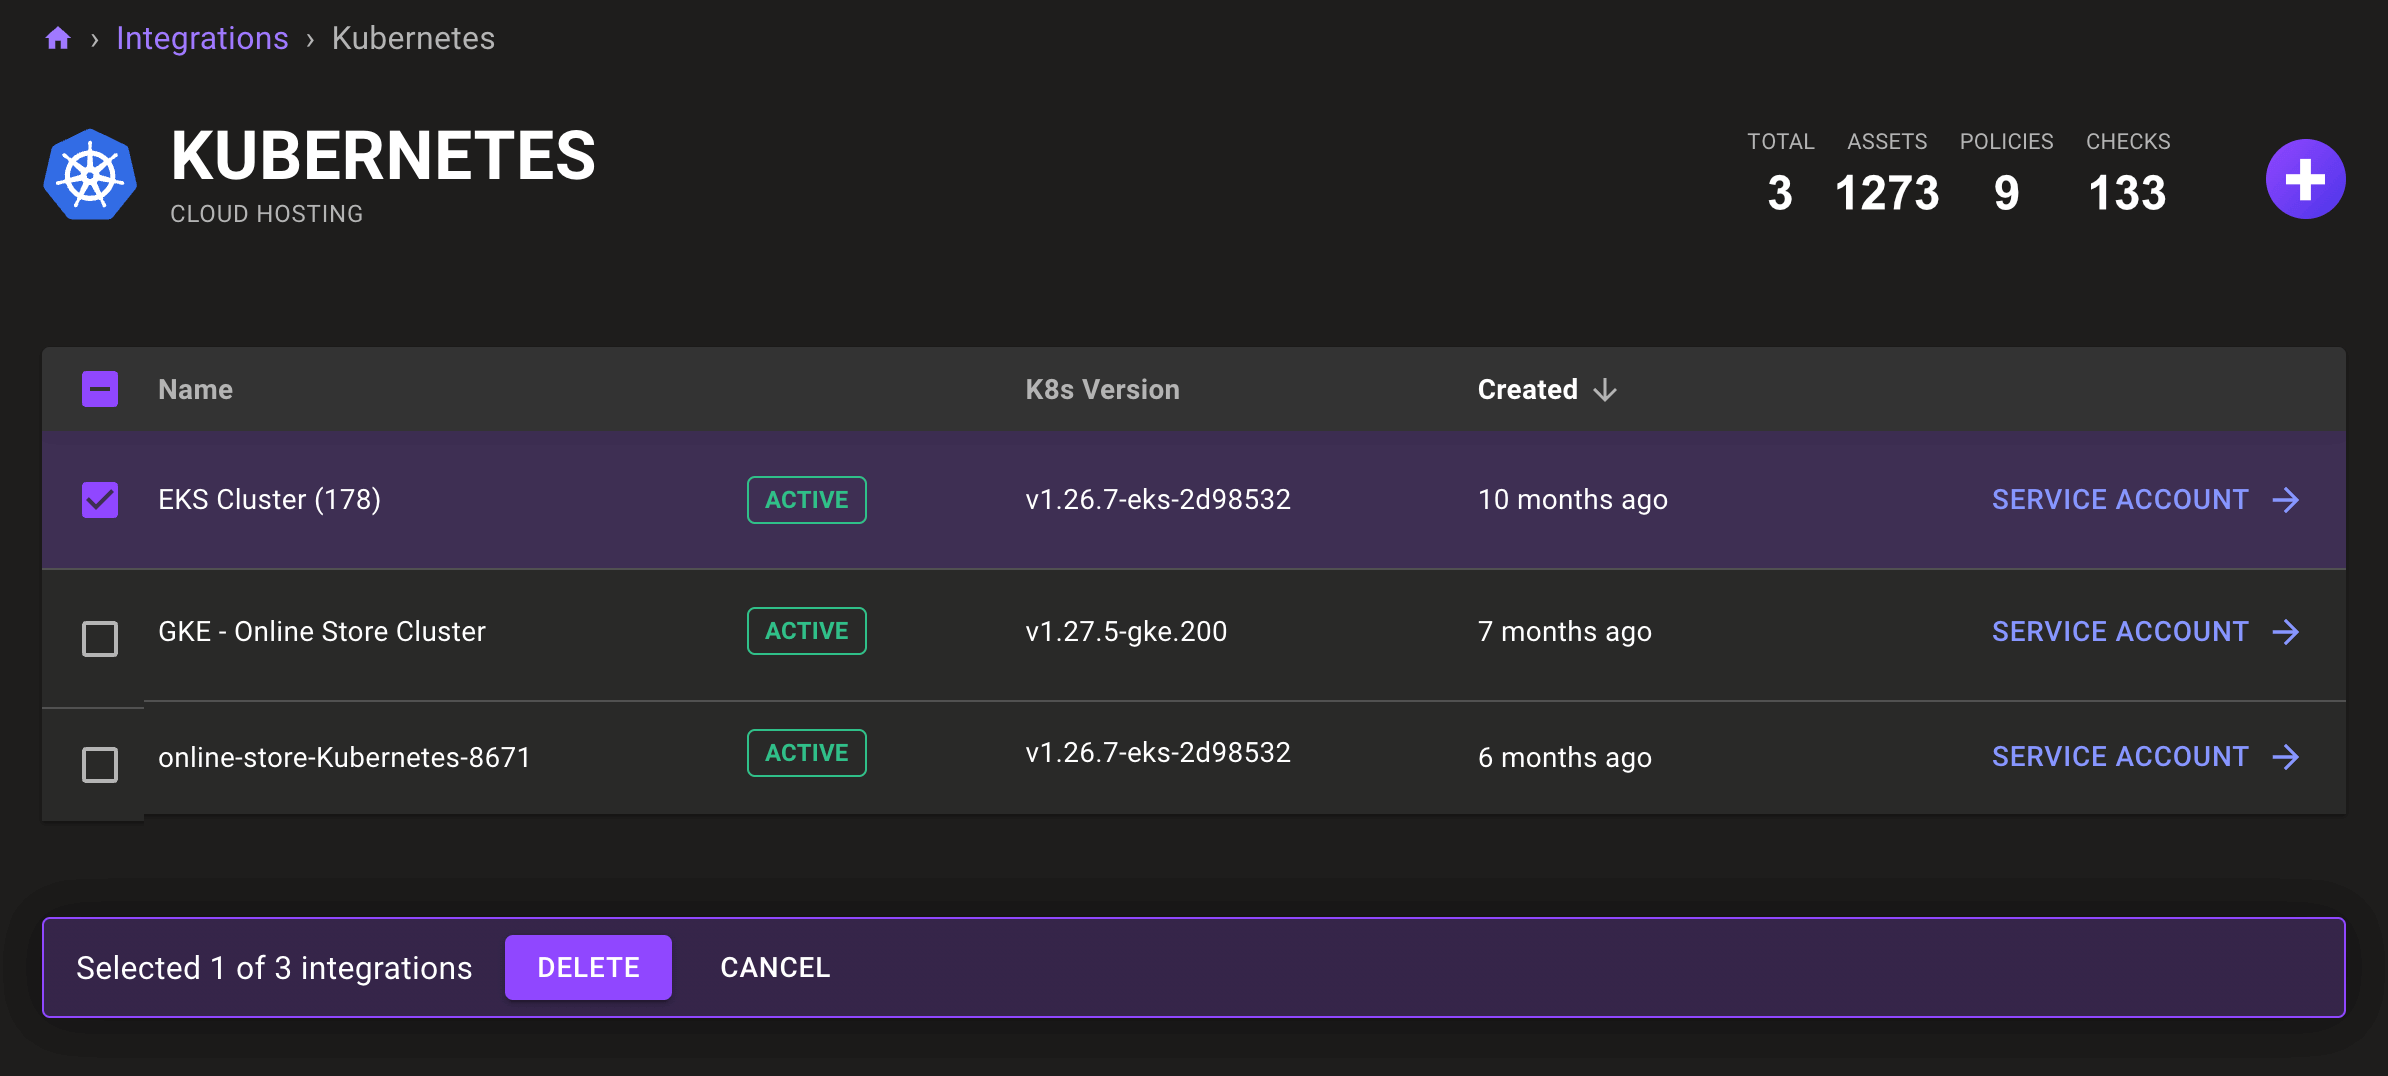 › Integrations › Kubernetes
KUBERNETES
CLOUD HOSTING
TOTAL ASSETS POLICIES CHECKS
3 1273 9 133
Name K8s Version Created
EKS Cluster (178) ACTIVE v1.26.7-eks-2d98532 10 months ago SERVICE ACCOUNT
GKE - Online Store Cluster ACTIVE v1.27.5-gke.200 7 months ago SERVICE ACCOUNT
online-store-Kubernetes-8671 ACTIVE v1.26.7-eks-2d98532 6 months ago SERVICE ACCOUNT
Selected 1 of 3 integrations DELETE CANCEL